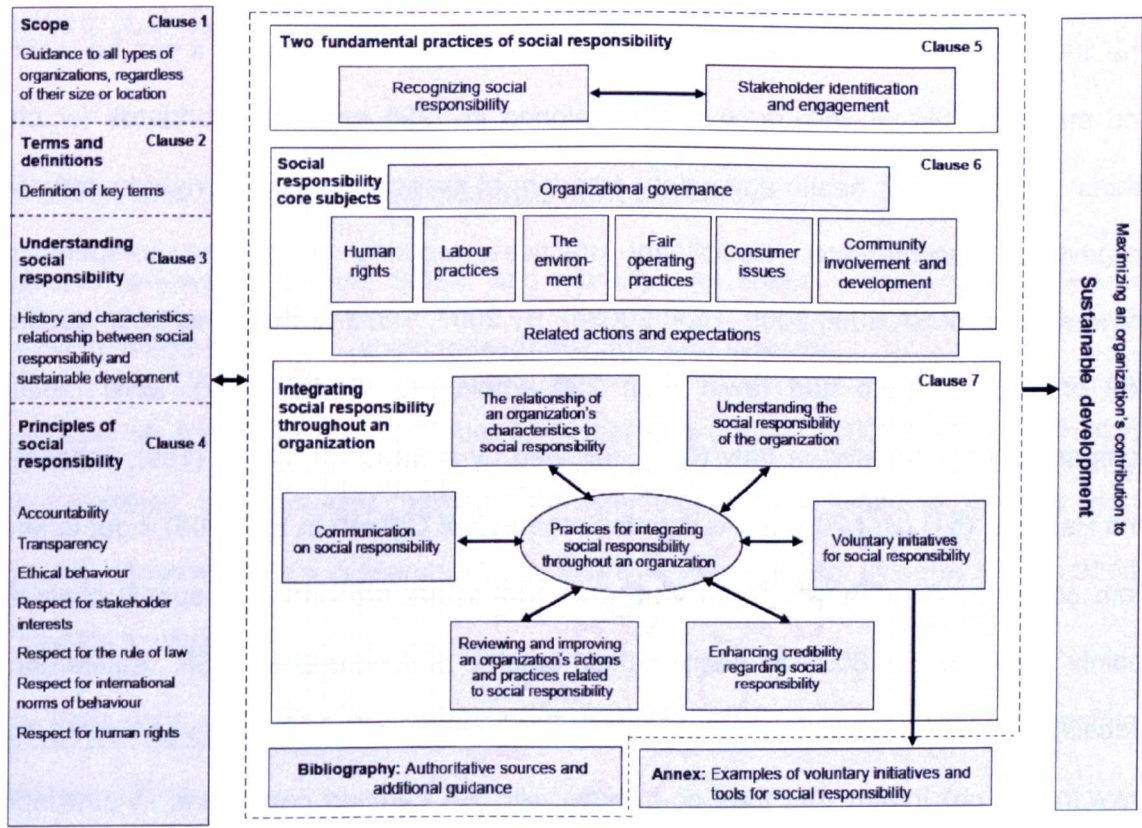 Scope Clause 1
Guidance to all types of
organizations, regardless
of their size or location
Terms and Clause 2
definitions
Definition of key terms
Understanding
social Clause 3
responsibility
History and characteristics;
relationship between social
responsibility and
sustainable development
Principles of
social Clause 4
responsibility
Accountability
Transparency
Ethical behaviour
Respect for stakeholder
interests
Respect for the rule of law
Respect for international
norms of behaviour
Respect for human rights
Two fundamental practices of social responsibility Clause 5
Recognizing social
responsibility
Stakeholder identification
and engagement
Social
responsibility
core subjects
Clause 6
Organizational governance
Human
rights
Labour
practices
The
environ-
ment
Fair
operating
practices
Consumer
issues
Community
involvement and
development
Related actions and expectations
Integrating
social responsibility
throughout an
organization
Clause 7
The relationship of
an organization's
characteristics to
social responsibility
Understanding the
social responsibility
of the organization
Communication
on social responsibility
Practices for integrating
social responsibility
throughout an organization
Voluntary initiatives
for social responsibility
Reviewing and improving
an organization's actions
and practices related
to social responsibility
Enhancing credibility
regarding social
responsibility
Bibliography: Authoritative sources and
additional guidance
Annex: Examples of voluntary initiatives and
tools for social responsibility
Maximizing an organization's contribution to
Sustainable development